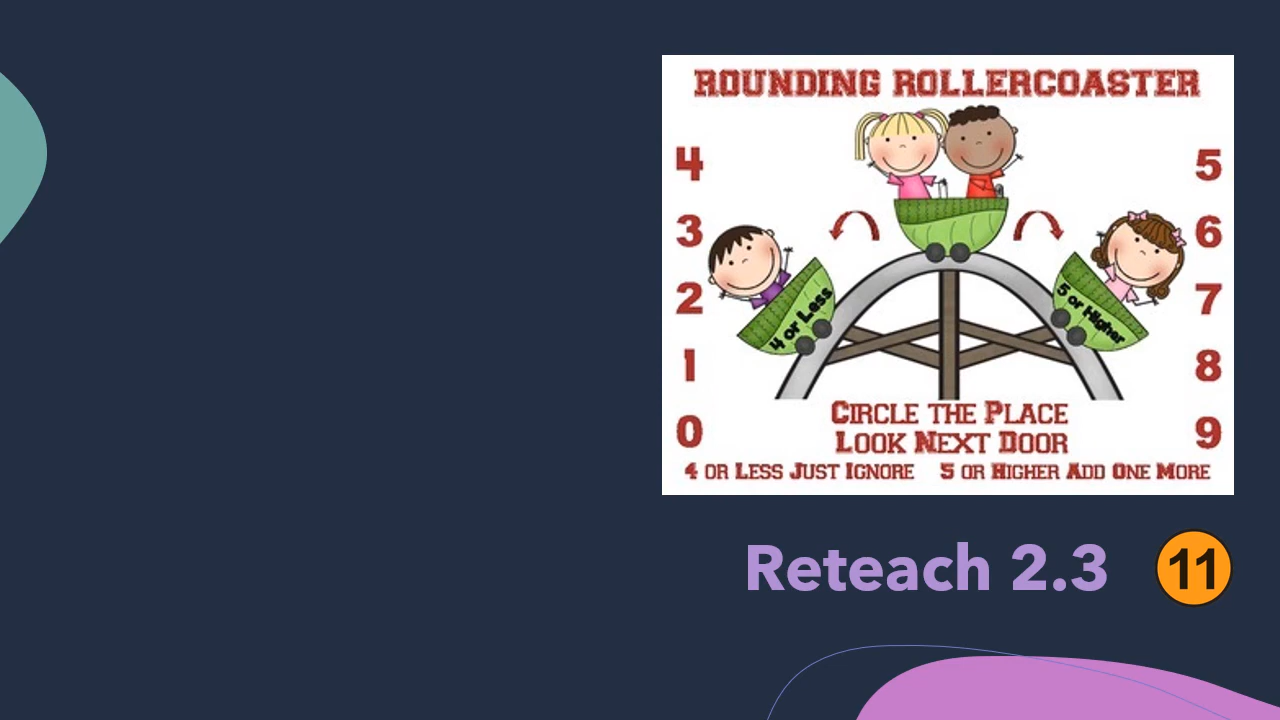 ROUNDING ROLLERCOASTER
4
3
2
1
0
4 or Less
5 or Higher
5
6
7
8
9
CIRCLE THE PLACE
LOOK NEXT DOOR
4 OR LESS JUST IGNORE 5 OR HIGHER ADD ONE MORE
Reteach 2.3 11